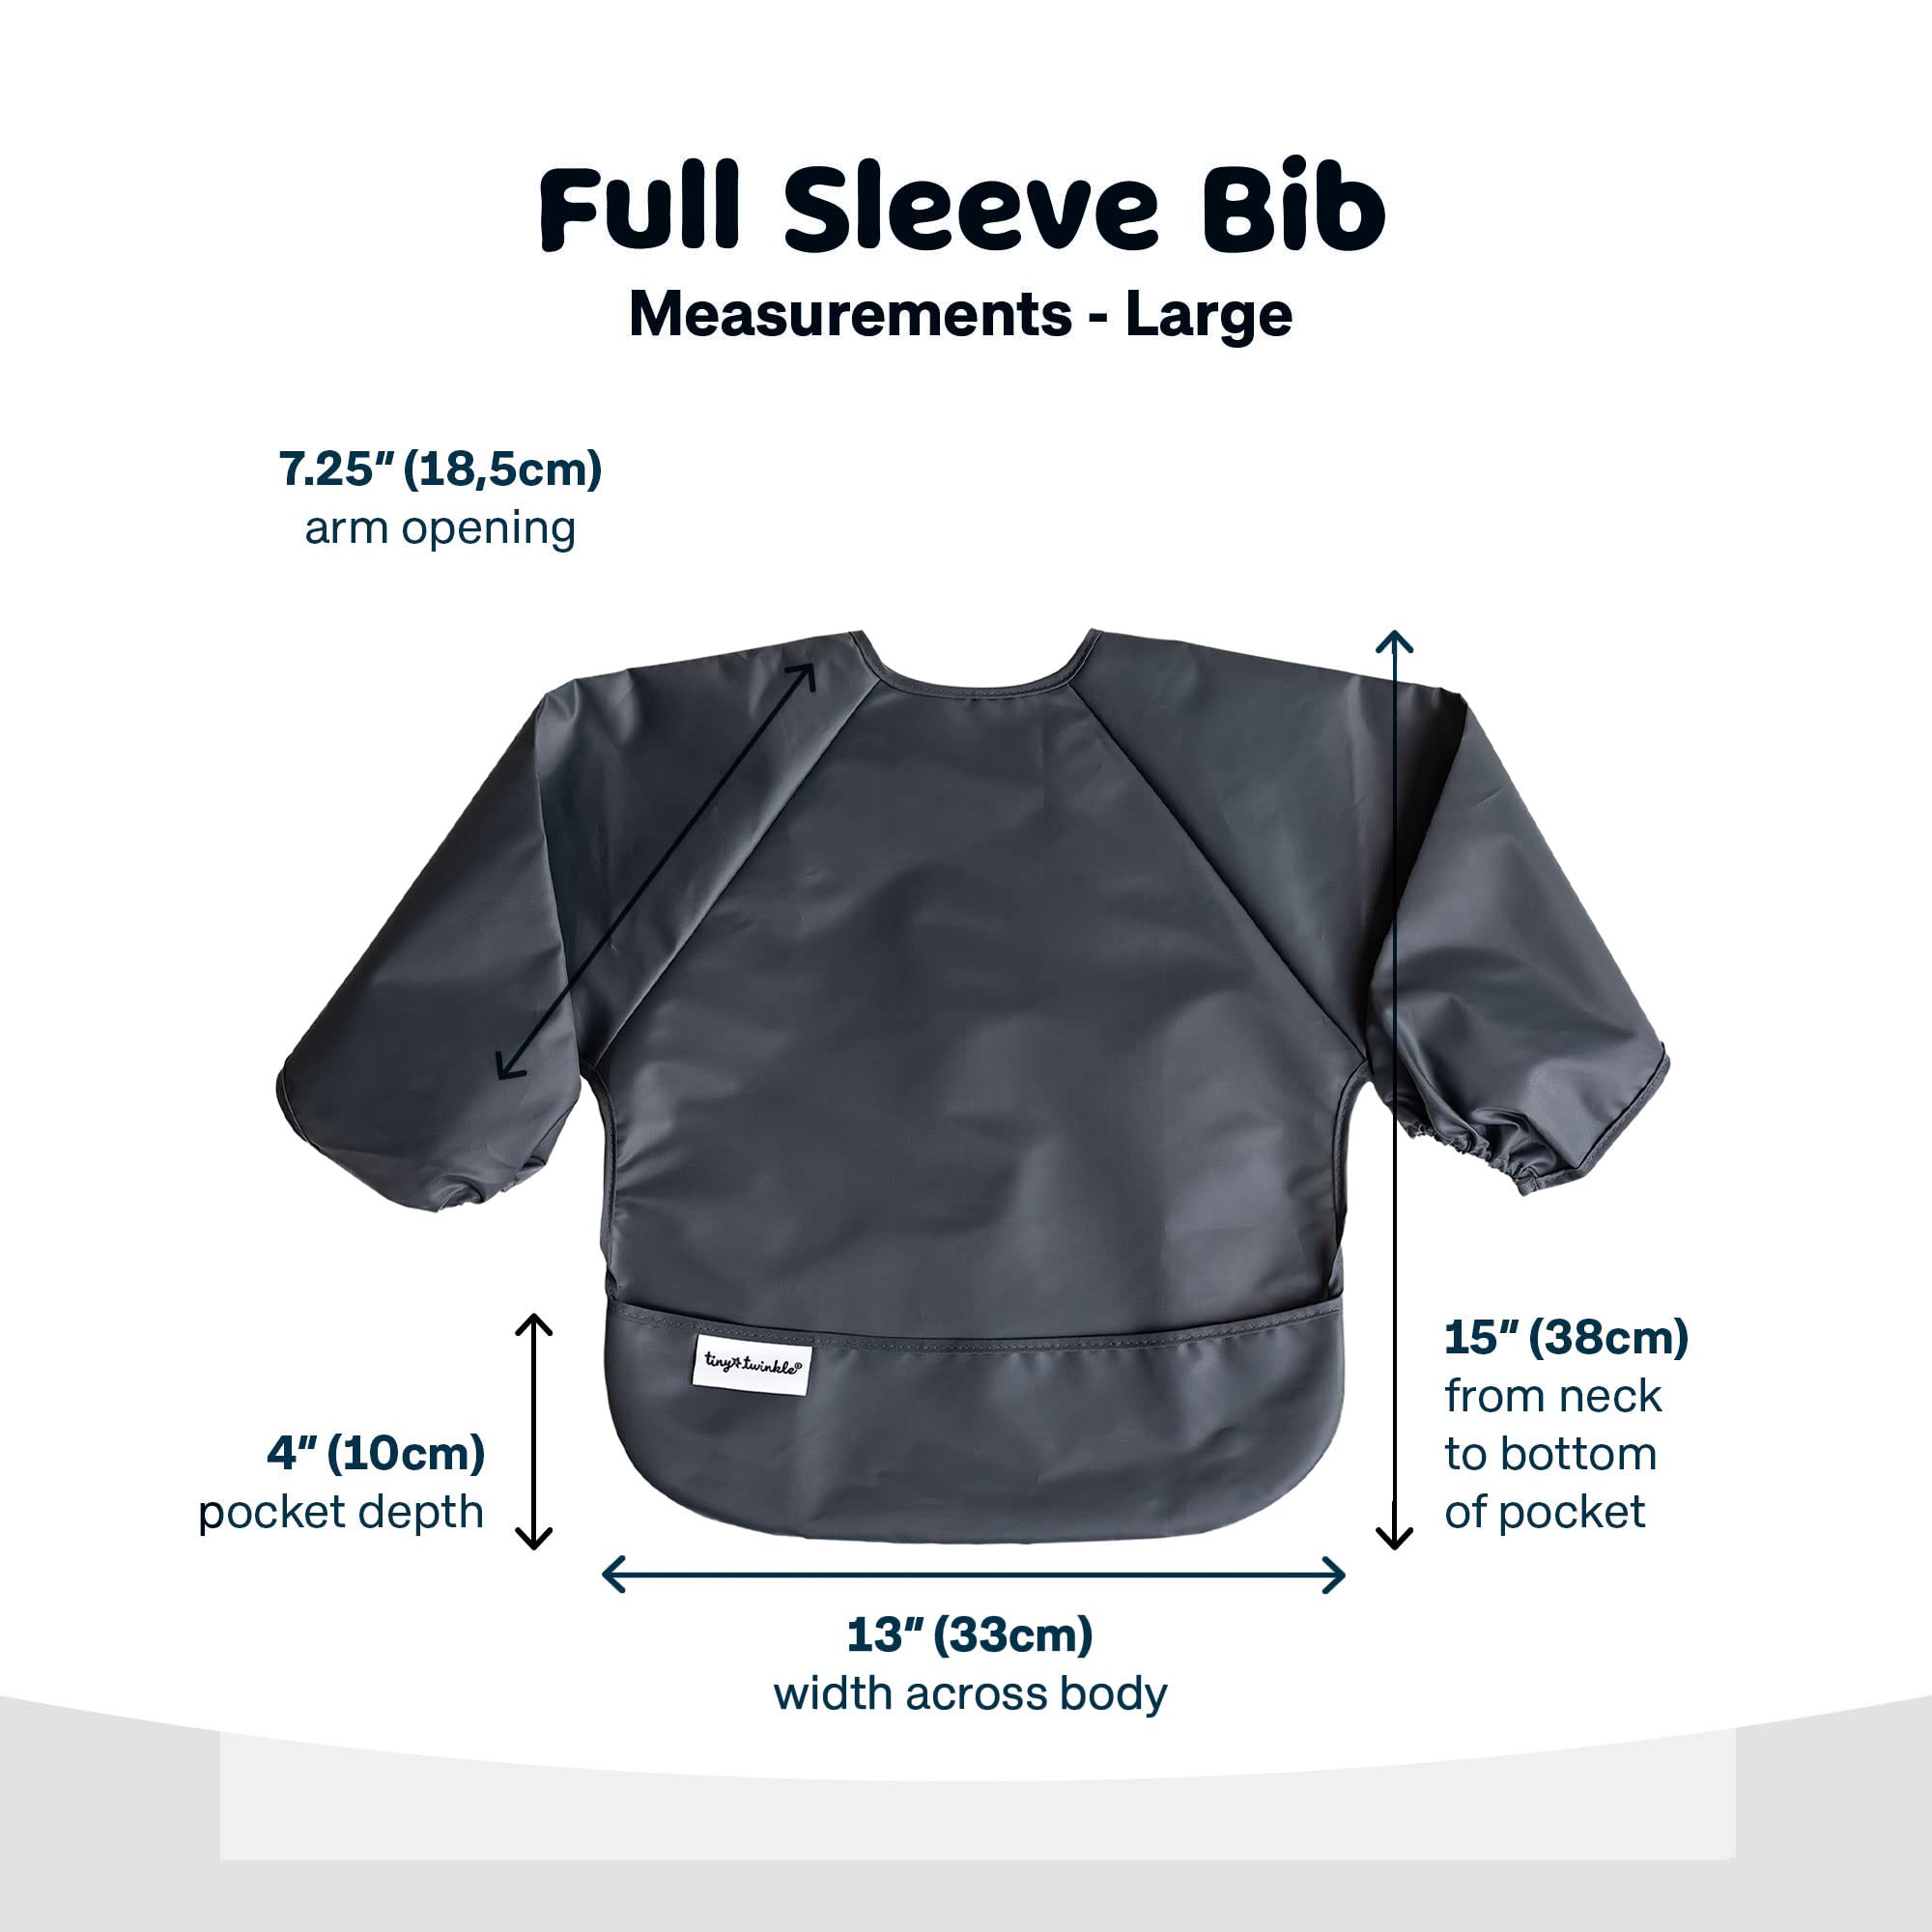 Full Sleeve Bib
Measurements - Large
7.25" (18,5cm)
arm opening
tiny twinkle®
4" (10cm)
pocket depth
15" (38cm)
from neck
to bottom
of pocket
13" (33cm)
width across body